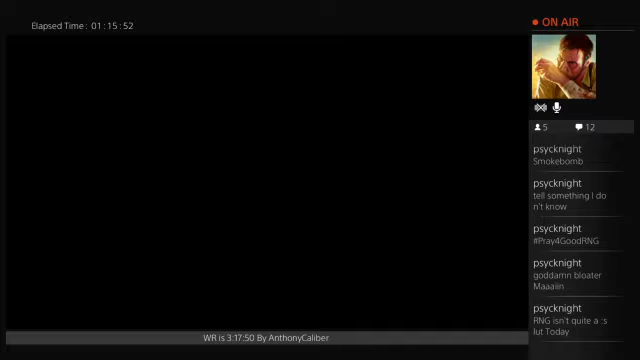 Elapsed Time : 01 : 15 : 52
ON AIR
5
12
psycknight
Smokebomb
psycknight
tell something I do
n't know
psycknight
#Pray4GoodRNG
psycknight
goddamn bloater
Maaaiin
psycknight
RNG isn't quite a :s
lut Today
WR is 3.17:50 By AnthonyCaliber